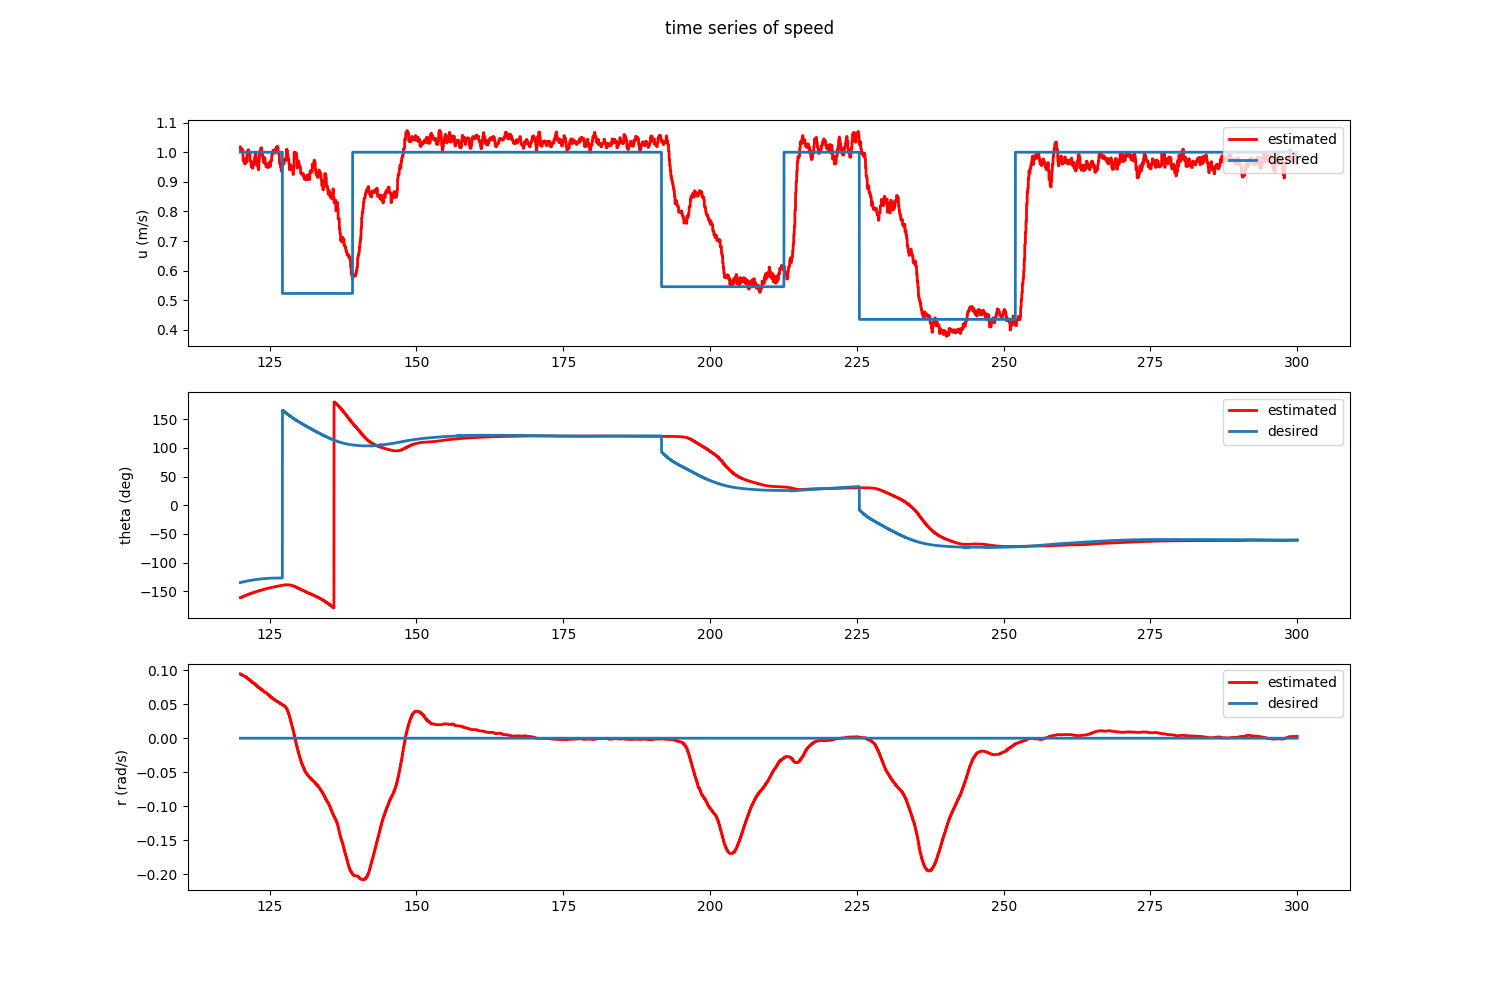 time series of speed
1.1
1.0
0.9
0.8
0.7
0.6
0.5
0.4
u (m/s)
estimated
desired
125 150 175 200 225 250 275 300
150
100
50
0
−50
−100
−150
theta (deg)
estimated
desired
125 150 175 200 225 250 275 300
0.10
0.05
0.00
−0.05
−0.10
−0.15
−0.20
r (rad/s)
estimated
desired
125 150 175 200 225 250 275 300